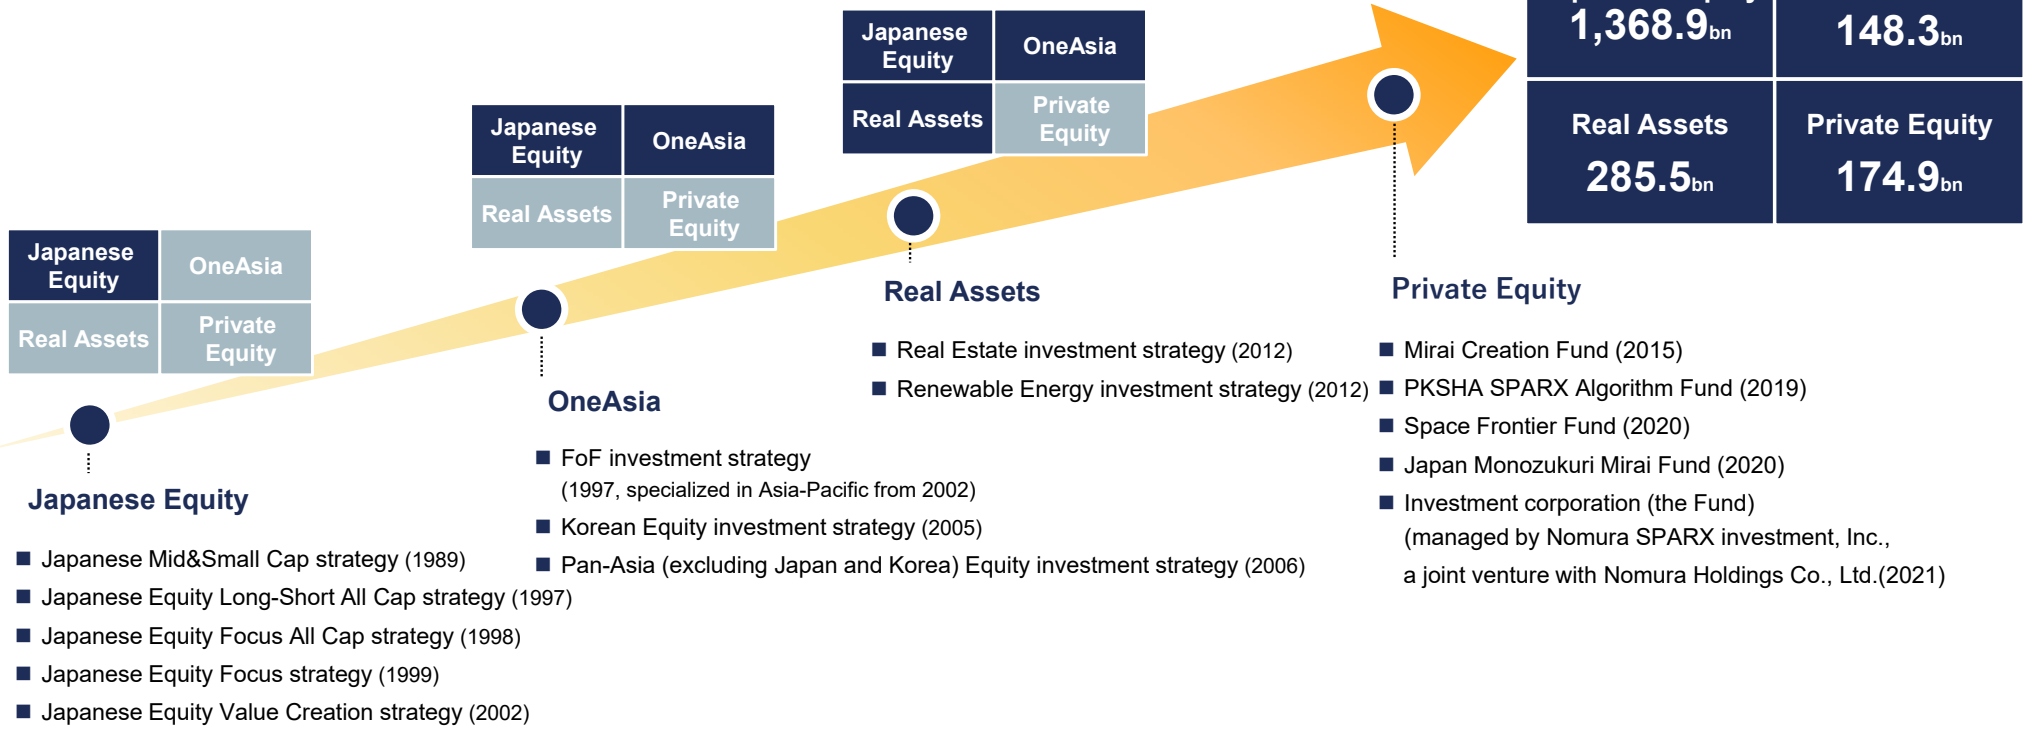 Japanese
Equity
OneAsia
Real Assets
Private
Equity
Japanese
Equity
OneAsia
Real Assets
Private
Equity
Japanese
Equity
OneAsia
Real Assets
Private
Equity
1,368.9bn
148.3bn
Real Assets
285.5bn
Private Equity
174.9bn
Japanese Equity
■ Japanese Mid&Small Cap strategy (1989)
■ Japanese Equity Long-Short All Cap strategy (1997)
■ Japanese Equity Focus All Cap strategy (1998)
■ Japanese Equity Focus strategy (1999)
■ Japanese Equity Value Creation strategy (2002)
OneAsia
■ FoF investment strategy
(1997, specialized in Asia-Pacific from 2002)
■ Korean Equity investment strategy (2005)
■ Pan-Asia (excluding Japan and Korea) Equity investment strategy (2006)
Real Assets
■ Real Estate investment strategy (2012)
■ Renewable Energy investment strategy (2012)
Private Equity
■ Mirai Creation Fund (2015)
■ PKSHA SPARX Algorithm Fund (2019)
■ Space Frontier Fund (2020)
■ Japan Monozukuri Mirai Fund (2020)
■ Investment corporation (the Fund)
(managed by Nomura SPARX investment, Inc.,
a joint venture with Nomura Holdings Co., Ltd.(2021)